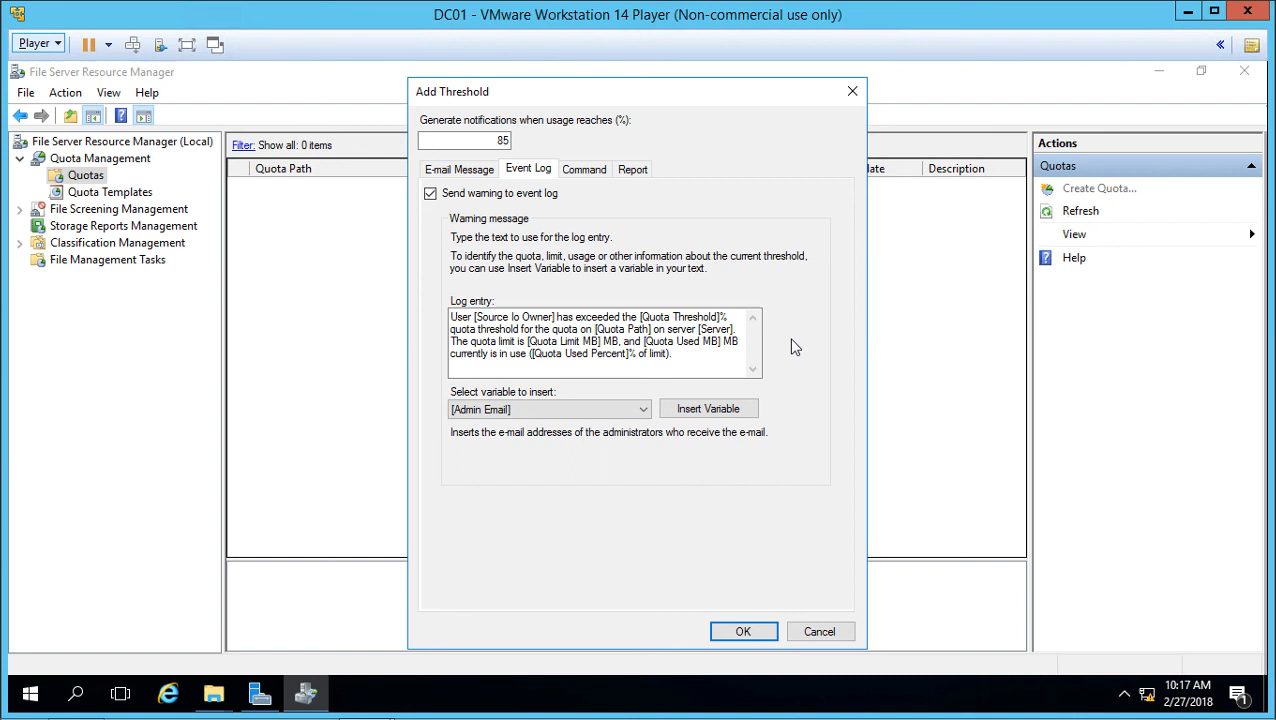 DC01 - VMware Workstation 14 Player (Non-commercial use only)
Player
File Server Resource Manager
File Action View Help
File Server Resource Manager (Local)
Quota Management
Quotas
Quota Templates
File Screening Management
Storage Reports Management
Classification Management
File Management Tasks
Filter: Show all: 0 items
Quota Path
late
Description
Actions
Quotas
Create Quota...
Refresh
View
Help
Add Threshold
Generate notifications when usage reaches (%):
85
E-mail Message Event Log Command Report
Send warning to event log
Warning message
Type the text to use for the log entry.
To identify the quota, limit, usage or other information about the current threshold,
you can use Insert Variable to insert a variable in your text.
Log entry:
User [Source Io Owner] has exceeded the [Quota Threshold]%
quota threshold for the quota on [Quota Path] on server [Server].
The quota limit is [Quota Limit MB] MB, and [Quota Used MB] MB
currently is in use ([Quota Used Percent]% of limit).
Select variable to insert:
[Admin Email]
Insert Variable
Inserts the e-mail addresses of the administrators who receive the e-mail.
OK Cancel
10:17 AM
2/27/2018
1